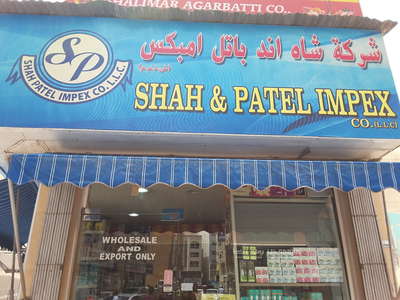 SHALIMAR AGARBATTI CO..
شركة شاه اند باتل امبكس
(ش.ذ.م.م)
SP
SHAH PATEL IMPEX CO. L.L.C.
SHAH & PATEL IMPEX
CO. (L.L.C)
WHOLESALE
AND
EXPORT ONLY